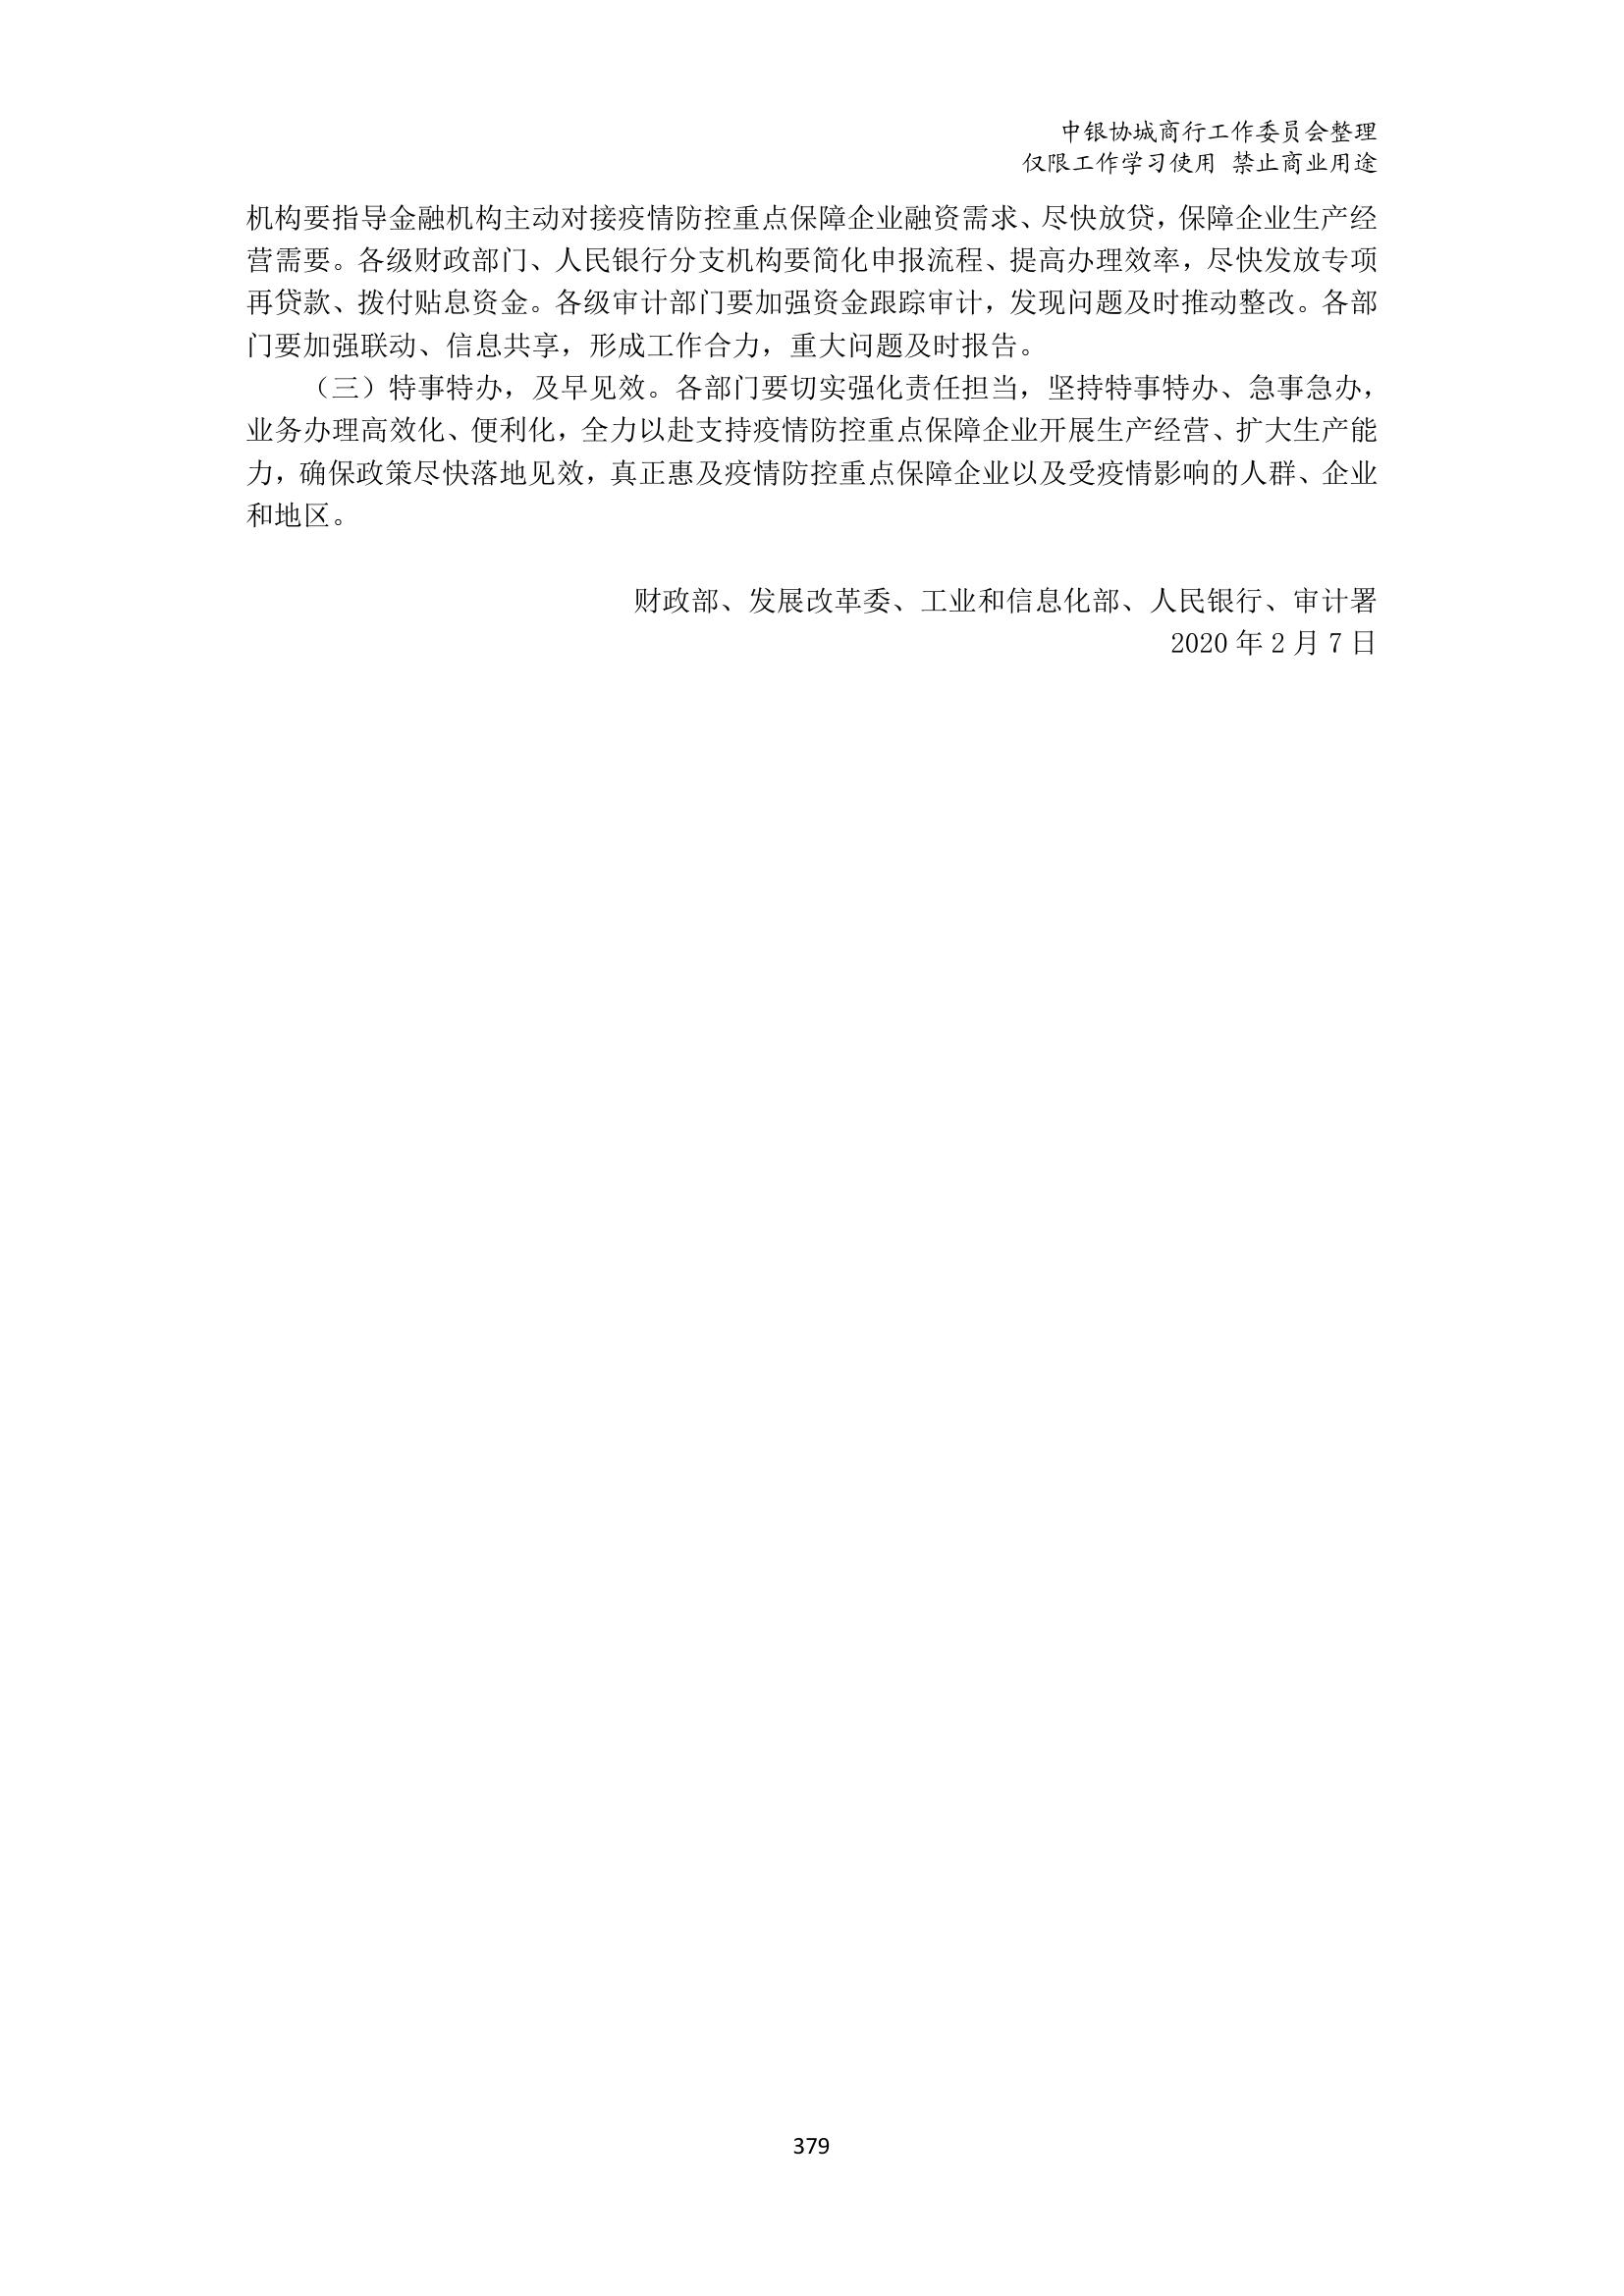 中银协城商行工作委员会整理
仅限工作学习使用 禁止商业用途
机构要指导金融机构主动对接疫情防控重点保障企业融资需求、尽快放贷，保障企业生产经
营需要。各级财政部门、人民银行分支机构要简化申报流程、提高办理效率，尽快发放专项
再贷款、拨付贴息资金。各级审计部门要加强资金跟踪审计，发现问题及时推动整改。各部
门要加强联动、信息共享，形成工作合力，重大问题及时报告。
（三）特事特办，及早见效。各部门要切实强化责任担当，坚持特事特办、急事急办，
业务办理高效化、便利化，全力以赴支持疫情防控重点保障企业开展生产经营、扩大生产能
力，确保政策尽快落地见效，真正惠及疫情防控重点保障企业以及受疫情影响的人群、企业
和地区。
财政部、发展改革委、工业和信息化部、人民银行、审计署
2020 年 2 月 7 日
379